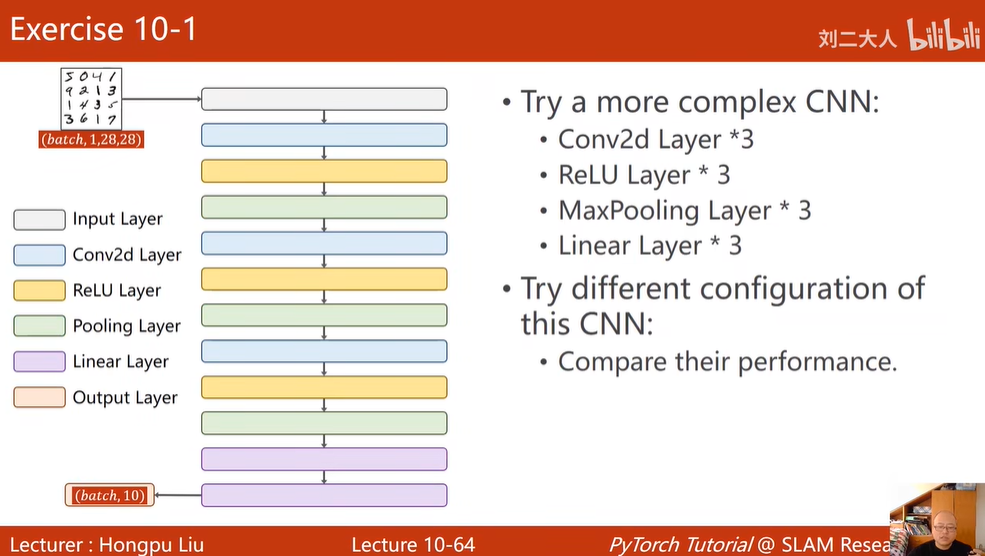 Exercise 10-1
刘二大人 bilibili
5 0 4 1
9 2 1 3
1 4 3 5
3 6 1 7
(batch, 1,28,28)
Input Layer
Conv2d Layer
ReLU Layer
Pooling Layer
Linear Layer
Output Layer
(batch, 10)
• Try a more complex CNN:
• Conv2d Layer *3
• ReLU Layer * 3
• MaxPooling Layer * 3
• Linear Layer * 3
• Try different configuration of
this CNN:
• Compare their performance.
Lecturer : Hongpu Liu
Lecture 10-64
PyTorch Tutorial @ SLAM Resea